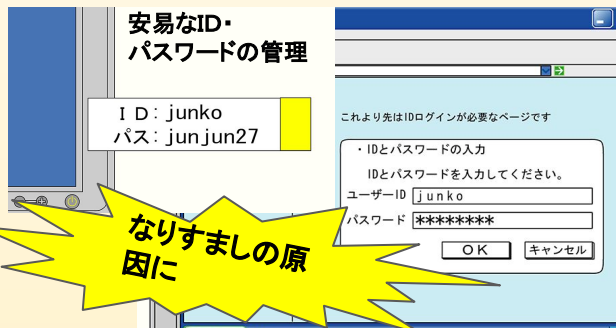 安易なID・
パスワードの管理
ID：junko
パス：junjun27
これより先はIDログインが必要なページです
・IDとパスワードの入力
IDとパスワードを入力してください。
ユーザーID junko
パスワード ********
OK キャンセル
なりすましの原
因に